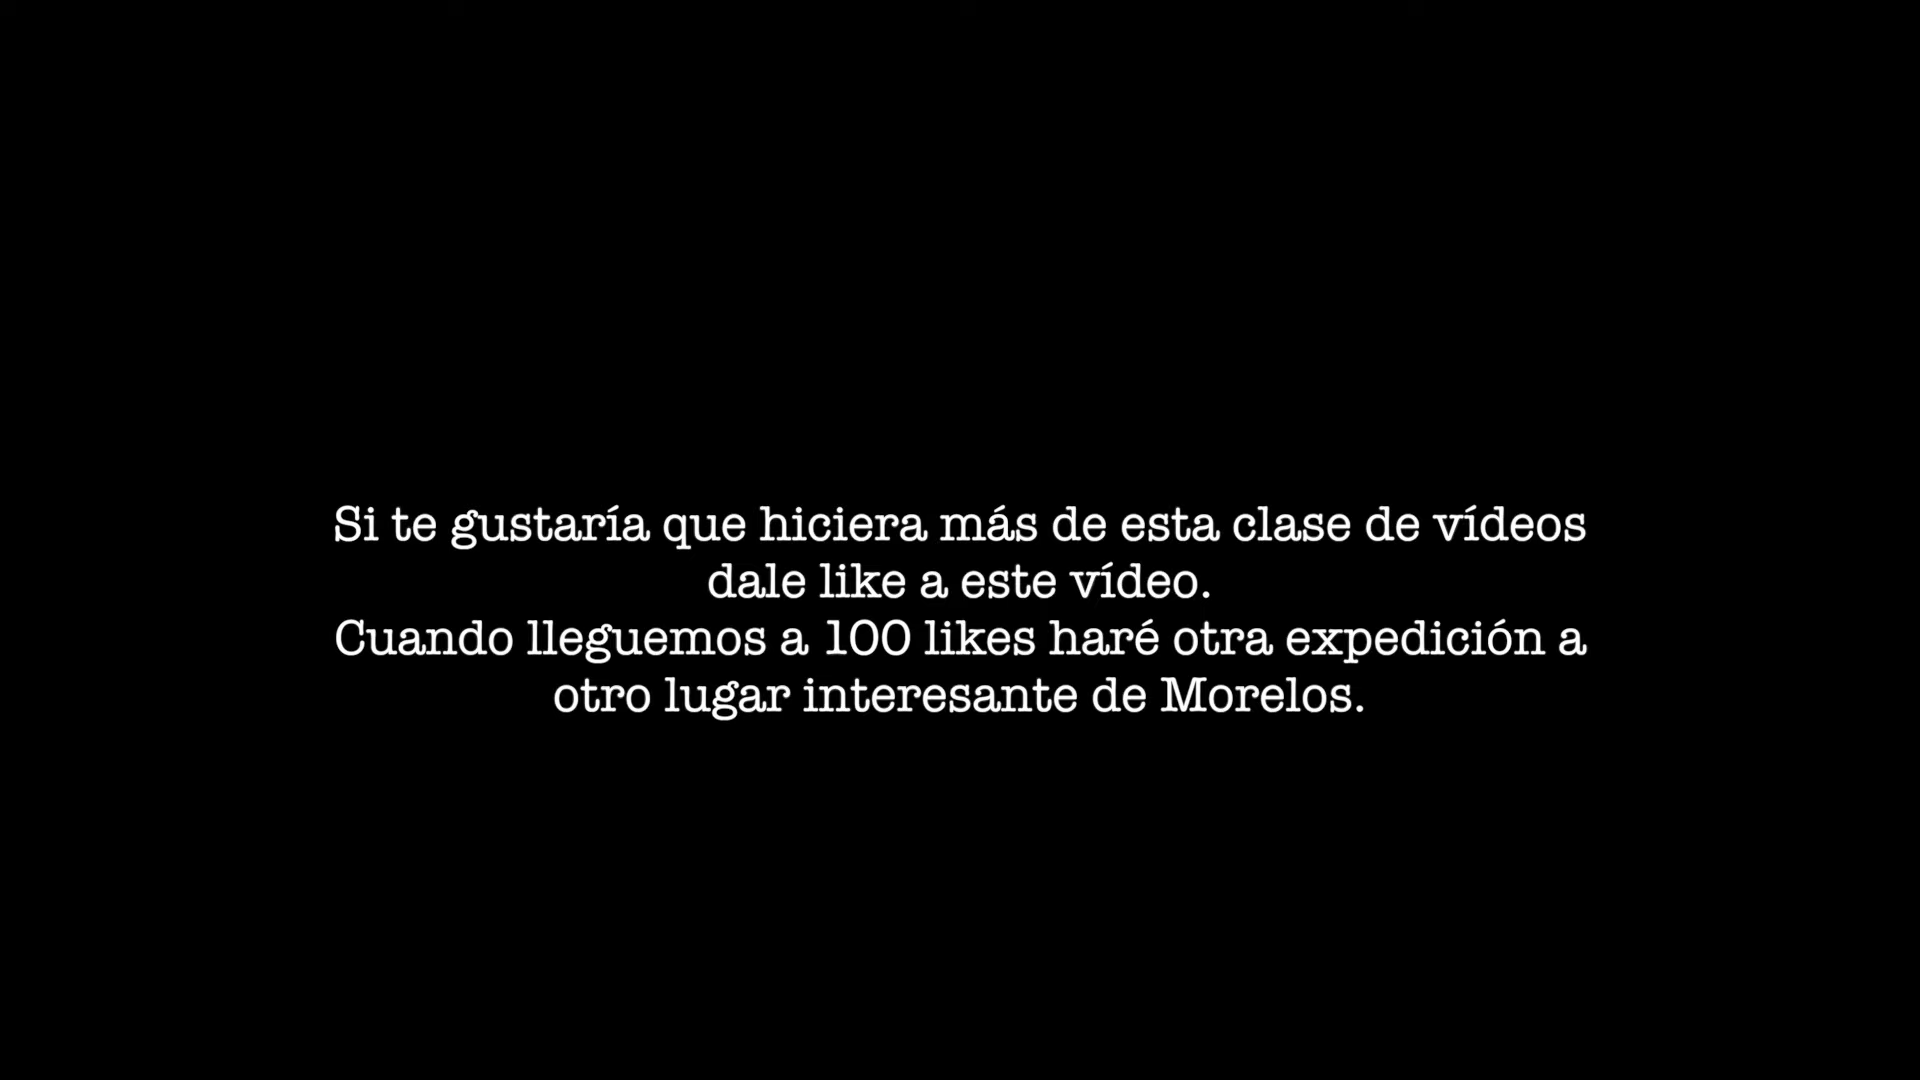 Si te gustaría que hiciera más de esta clase de vídeos
dale like a este vídeo.
Cuando lleguemos a 100 likes haré otra expedición a
otro lugar interesante de Morelos.